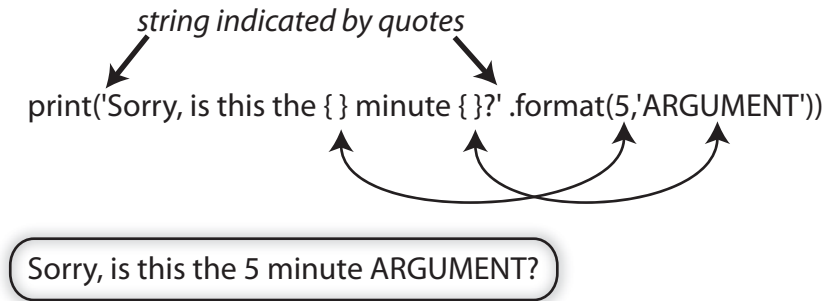 string indicated by quotes
print('Sorry, is this the { } minute { }?' .format(5,'ARGUMENT'))
Sorry, is this the 5 minute ARGUMENT?